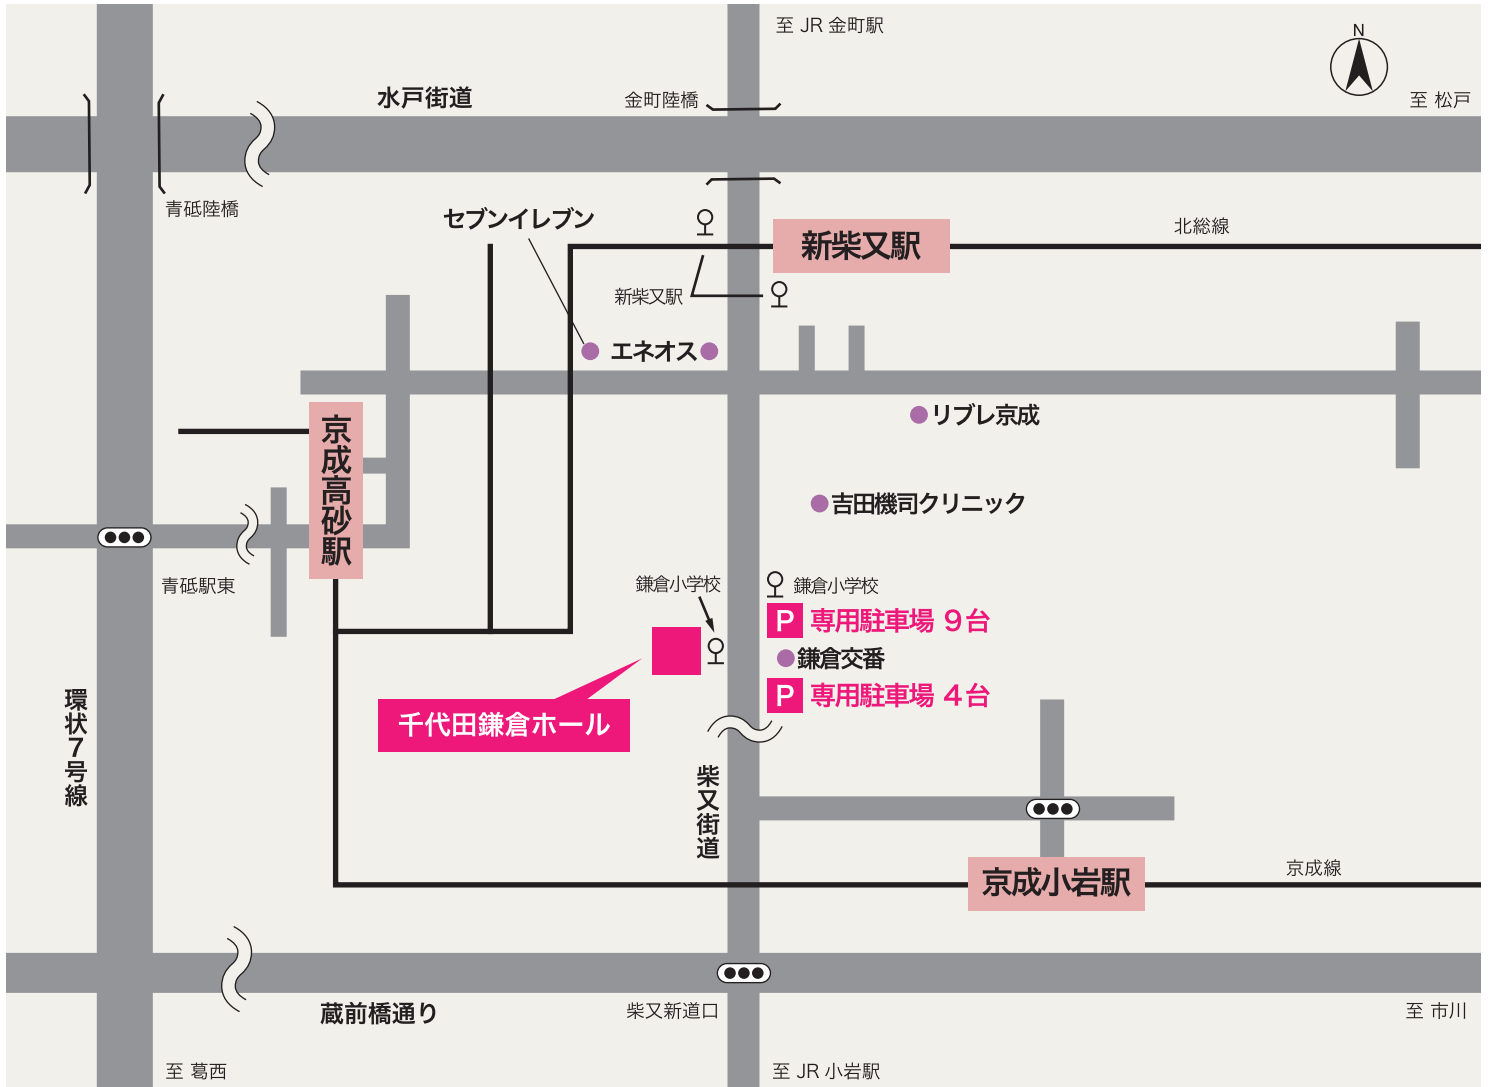 至 JR 金町駅
N
水戸街道
金町陸橋
至 松戸
青砥陸橋
セブンイレブン
新柴又駅
北総線
新柴又駅
エネオス
リブレ京成
京成高砂駅
吉田機司クリニック
青砥駅東
鎌倉小学校
鎌倉小学校
P 専用駐車場 9台
鎌倉交番
P 専用駐車場 4台
千代田鎌倉ホール
環状7号線
柴又街道
京成小岩駅
京成線
蔵前橋通り
柴又新道口
至 市川
至 葛西
至 JR 小岩駅